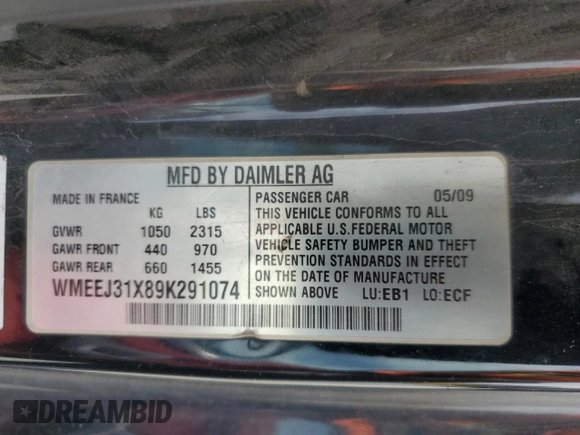 MFD BY DAIMLER AG
MADE IN FRANCE
KG LBS
GVWR 1050 2315
GAWR FRONT 440 970
GAWR REAR 660 1455
WMEEJ31X89K291074
PASSENGER CAR 05/09
THIS VEHICLE CONFORMS TO ALL
APPLICABLE U.S.FEDERAL MOTOR
VEHICLE SAFETY BUMPER AND THEFT
PREVENTION STANDARDS IN EFFECT
ON THE DATE OF MANUFACTURE
SHOWN ABOVE LU:EB1 LO:ECF
DREAMBID